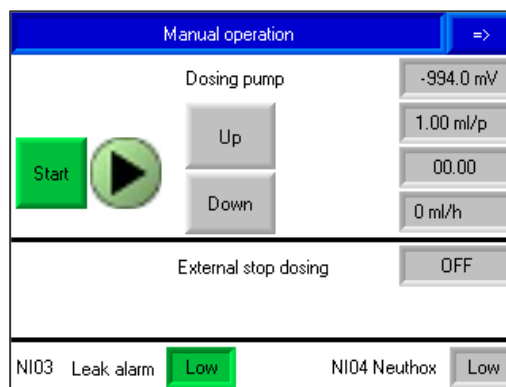 Manual operation =>
Dosing pump -994.0 mV
Up 1.00 ml/p
Start 00.00
Down 0 ml/h
External stop dosing OFF
NI03 Leak alarm Low NI04 Neuthox Low